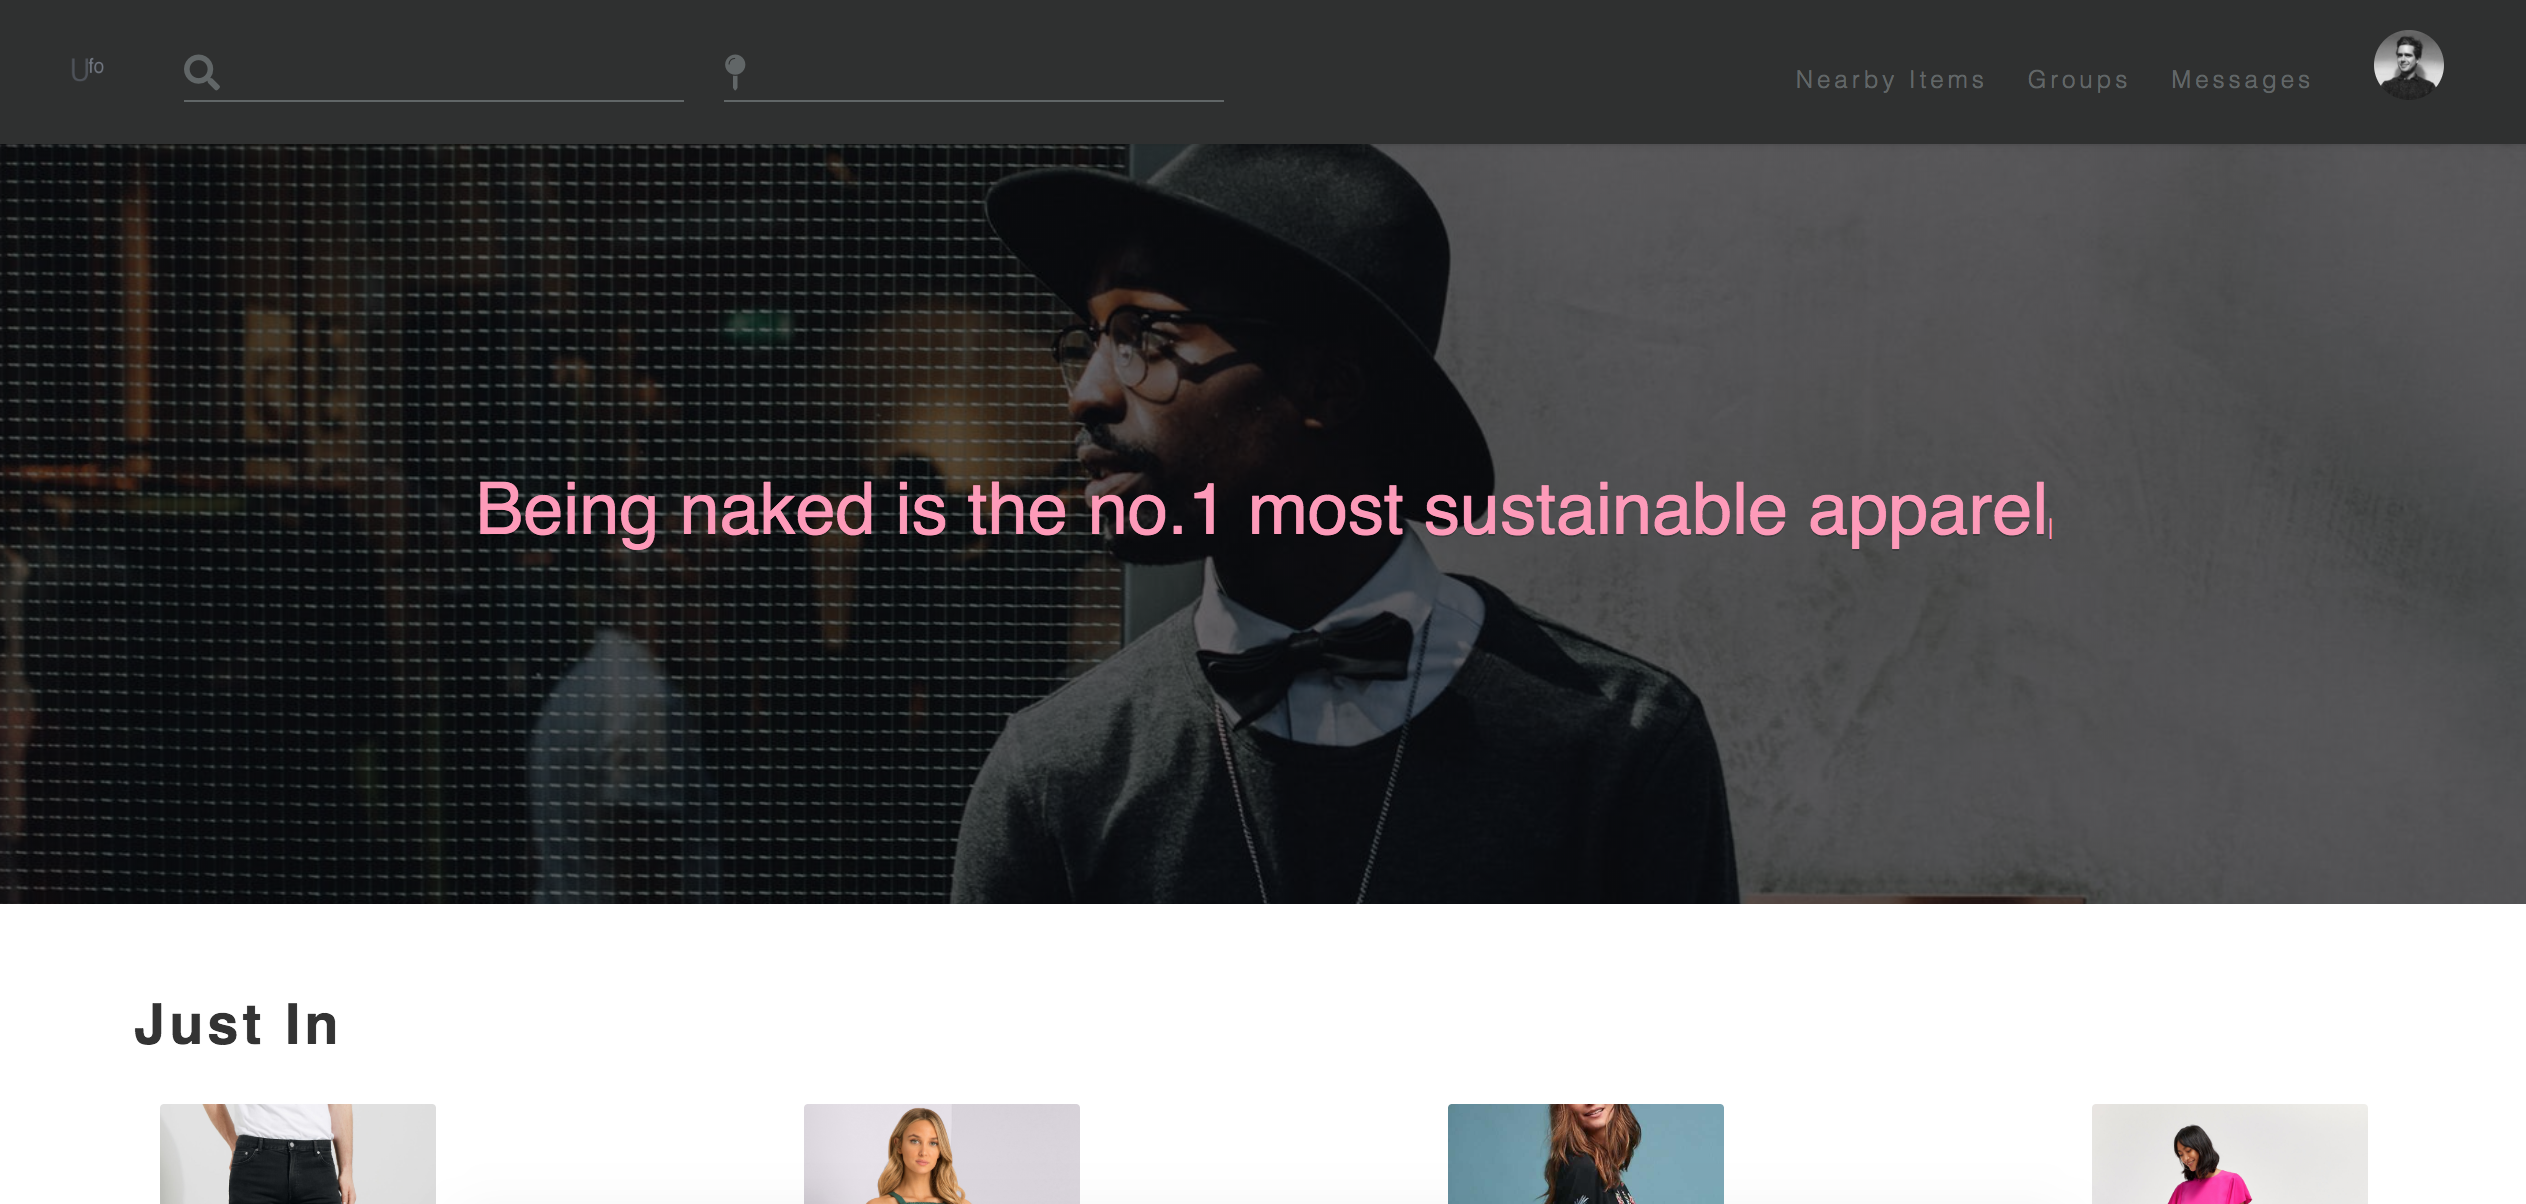 Ufo
Nearby Items Groups Messages
Being naked is the no.1 most sustainable apparel
Just In